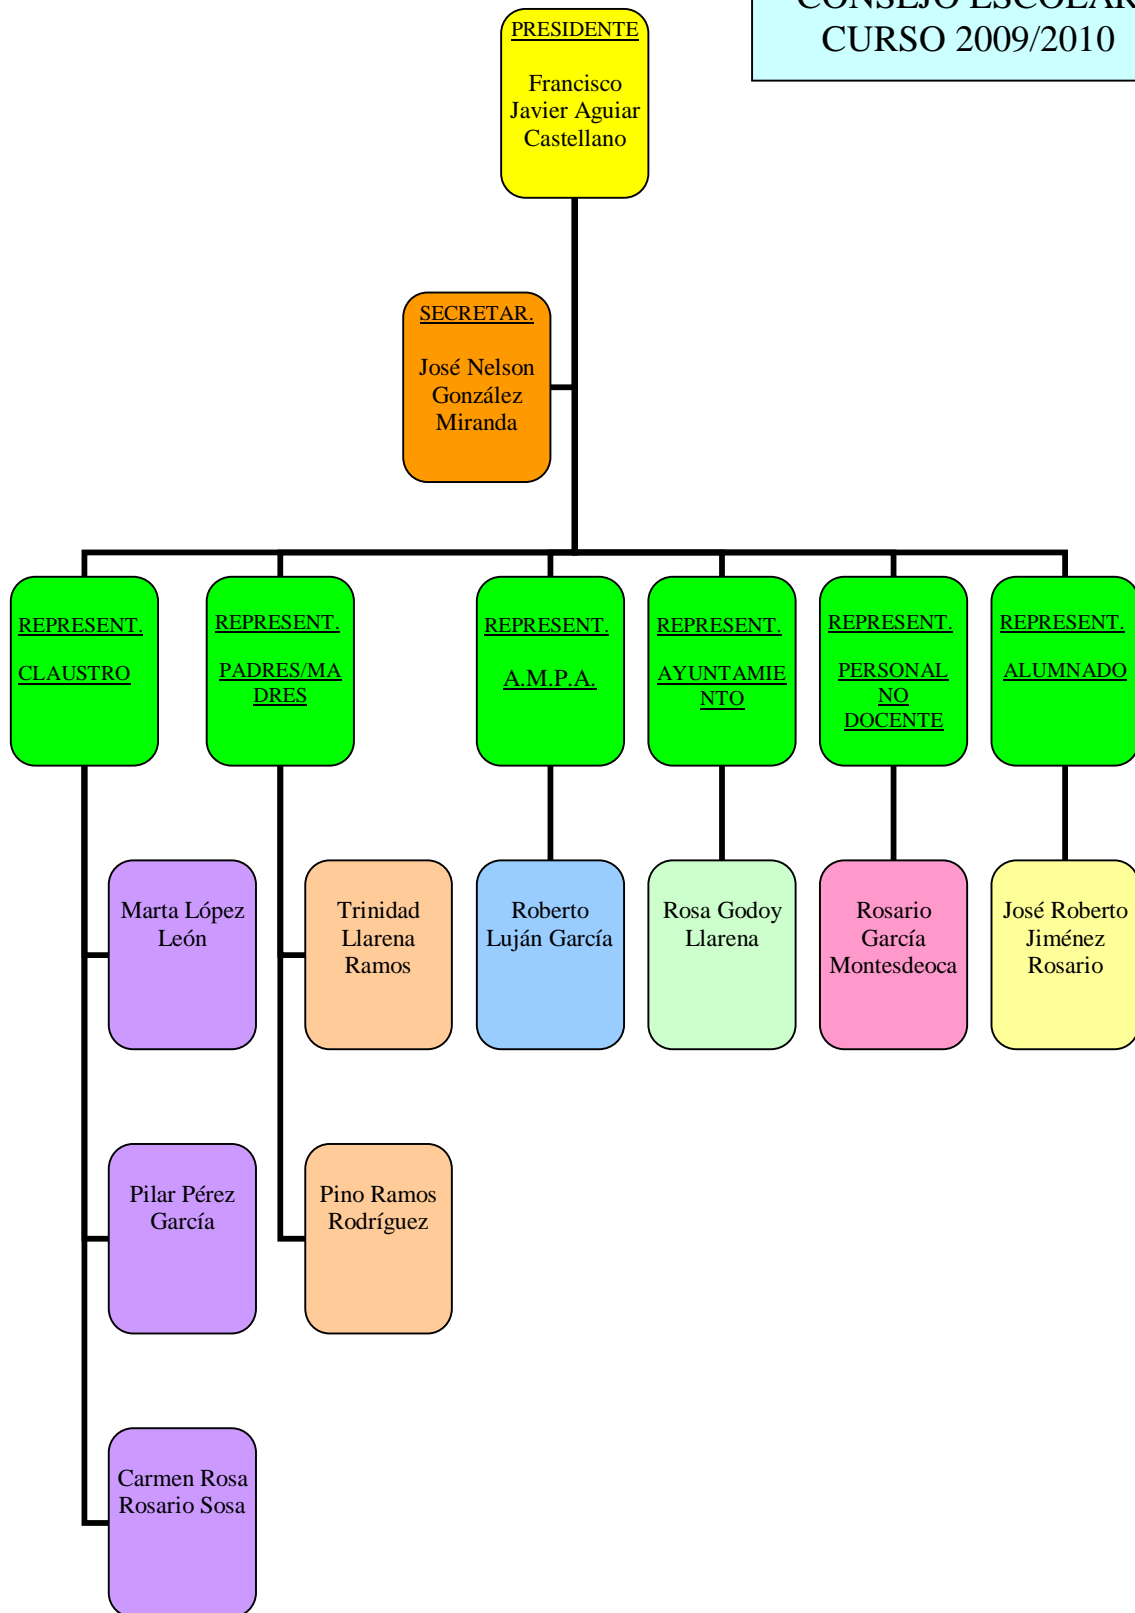 CONSEJO ESCOLAR
CURSO 2009/2010
PRESIDENTE
Francisco
Javier Aguiar
Castellano
SECRETAR.
José Nelson
González
Miranda
REPRESENT.
CLAUSTRO
REPRESENT.
PADRES/MA
DRES
REPRESENT.
A.M.P.A.
REPRESENT.
AYUNTAMIE
NTO
REPRESENT.
PERSONAL
NO
DOCENTE
REPRESENT.
ALUMNADO
Marta López
León
Trinidad
Llarena
Ramos
Roberto
Luján García
Rosa Godoy
Llarena
Rosario
García
Montesdeoca
José Roberto
Jiménez
Rosario
Pilar Pérez
García
Pino Ramos
Rodríguez
Carmen Rosa
Rosario Sosa